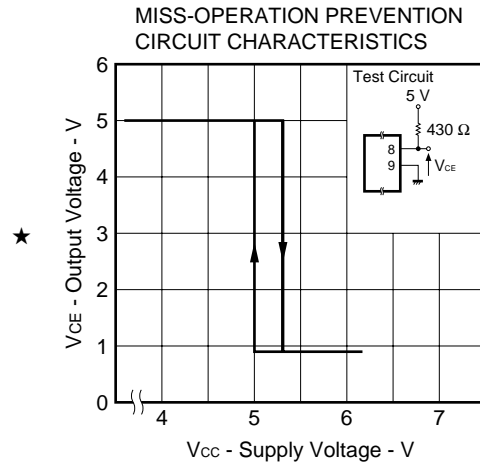 MISS-OPERATION PREVENTION
CIRCUIT CHARACTERISTICS
6
5
4
3
2
1
0
★
VCE - Output Voltage - V
Test Circuit
5 V
430 Ω
8
9
VCE
4
5
6
7
VCC - Supply Voltage - V